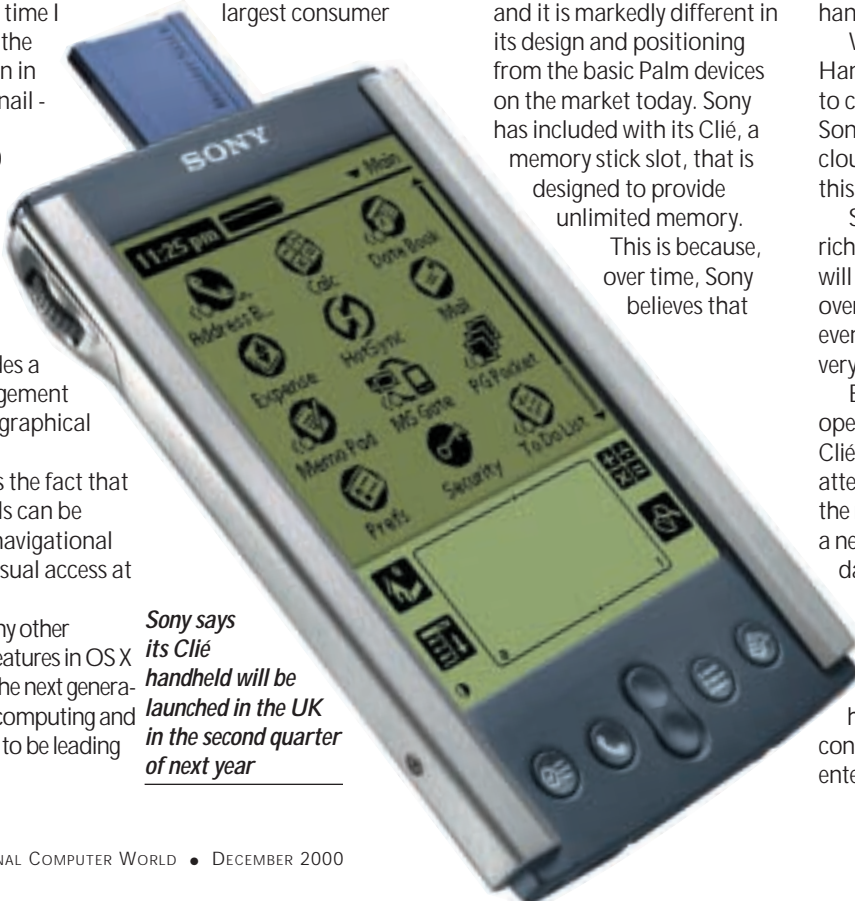 time I
the
n in
nail -
des a
gement
graphical
s the fact that
ls can be
navigational
sual access at
ny other
eatures in OS X
he next genera-
computing and
to be leading
largest consumer
SONY
Main
11:25 pm
Address B...
Calc
Date Book
Expense
HotSync
Mail
Memo Pad
MS Gate
PG Pocket
Prefs
Security
To Do List
Sony says
its Clié
handheld will be
launched in the UK
in the second quarter
of next year
and it is markedly different in
its design and positioning
from the basic Palm devices
on the market today. Sony
has included with its Clié, a
memory stick slot, that is
designed to provide
unlimited memory.
This is because,
over time, Sony
believes that
han
Han
to c
Son
clou
this
rich
will
over
ever
very
ope
Clié
atte
the
a ne
da
h
con
ente
NAL COMPUTER WORLD ● DECEMBER 2000